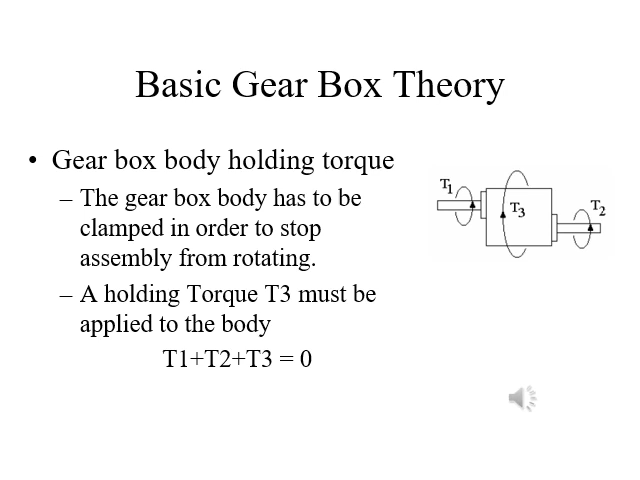 Basic Gear Box Theory
• Gear box body holding torque
– The gear box body has to be
clamped in order to stop
assembly from rotating.
– A holding Torque T3 must be
applied to the body
T1+T2+T3 = 0
T1
T3
T2